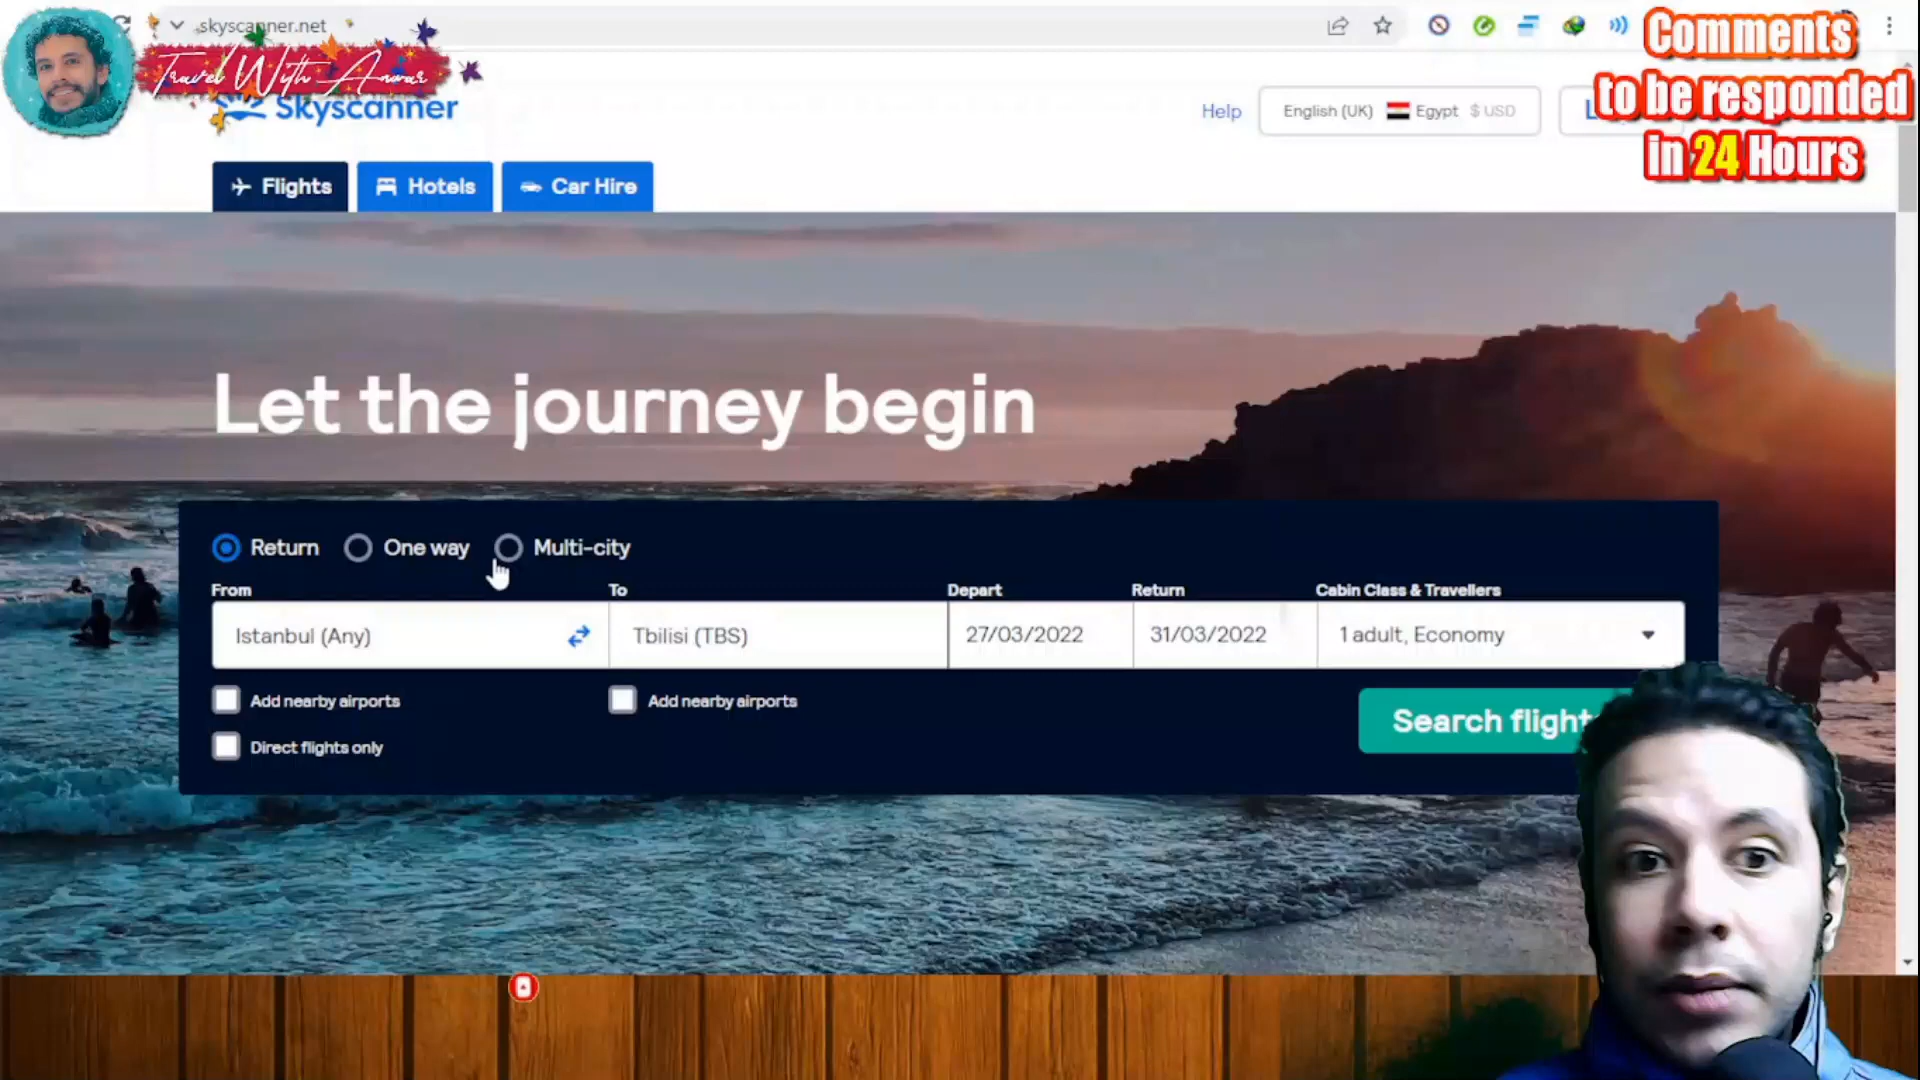 skyscanner.net
Travel With Anwar
Comments
to be responded
in 24 Hours
Skyscanner
Help
English (UK) Egypt $ USD
Flights
Hotels
Car Hire
Let the journey begin
Return
One way
Multi-city
From
To
Depart
Return
Cabin Class & Travellers
Istanbul (Any)
Tbilisi (TBS)
27/03/2022
31/03/2022
1 adult, Economy
Add nearby airports
Add nearby airports
Direct flights only
Search flight